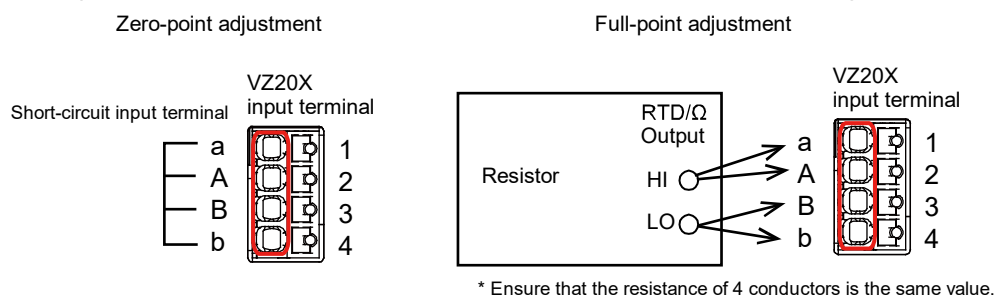 Zero-point adjustment
VZ20X
input terminal
Short-circuit input terminal
a 1
A 2
B 3
b 4
Full-point adjustment
VZ20X
input terminal
RTD/Ω
Output
Resistor
HI
LO
a 1
A 2
B 3
b 4
* Ensure that the resistance of 4 conductors is the same value.